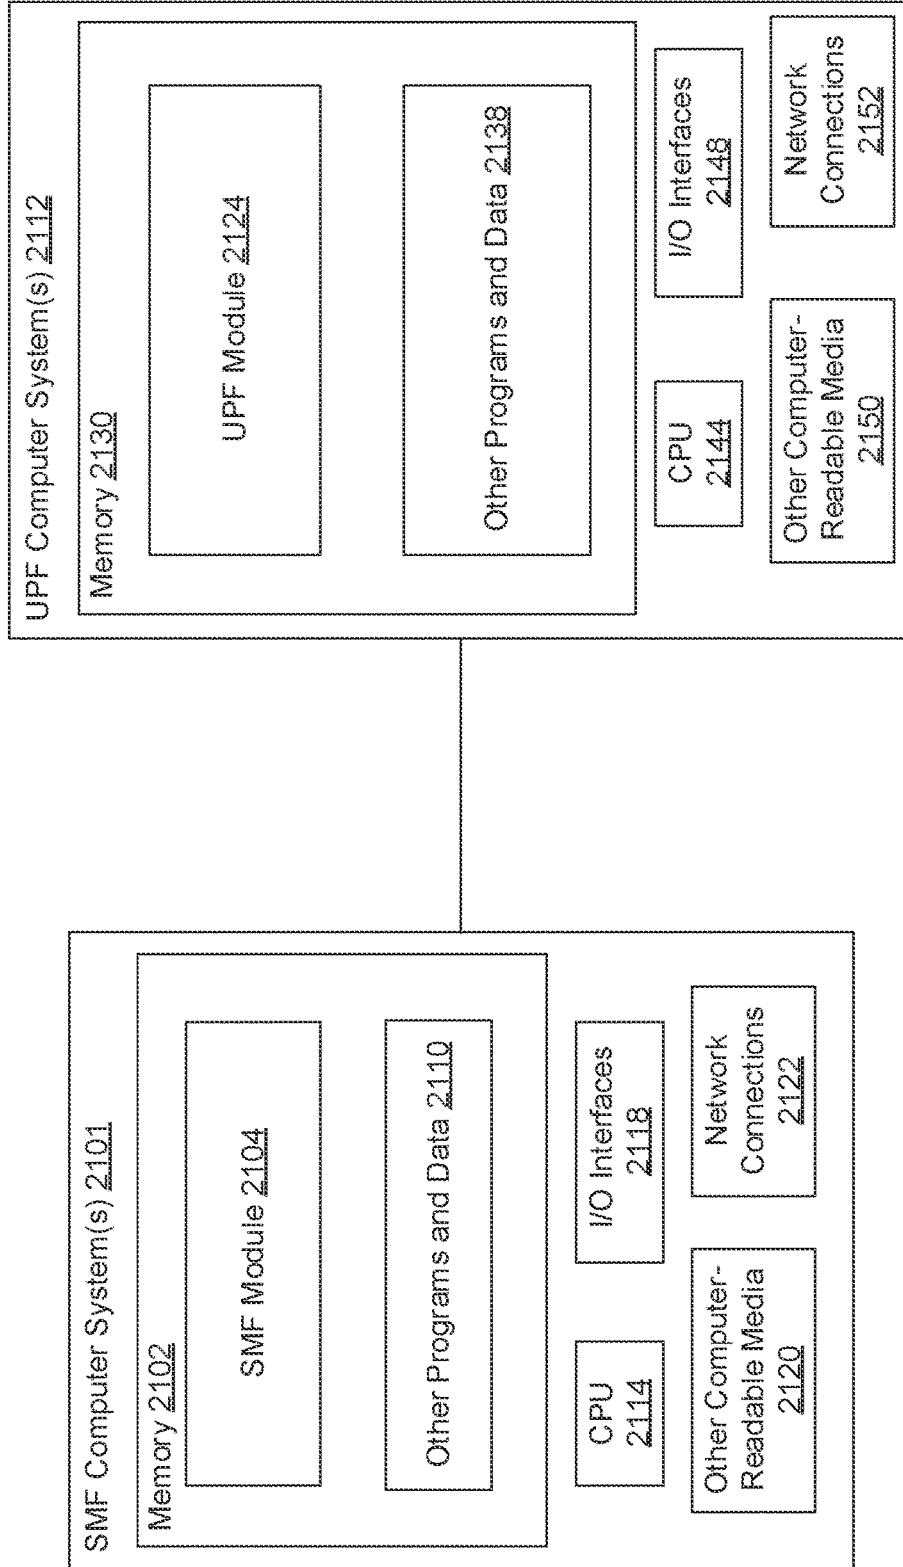 SMF Computer System(s) 2101
Memory 2102
SMF Module 2104
Other Programs and Data 2110
CPU
2114
I/O Interfaces
2118
Other Computer-
Readable Media
2120
Network
Connections
2122
UPF Computer System(s) 2112
Memory 2130
UPF Module 2124
Other Programs and Data 2138
CPU
2144
I/O Interfaces
2148
Other Computer-
Readable Media
2150
Network
Connections
2152